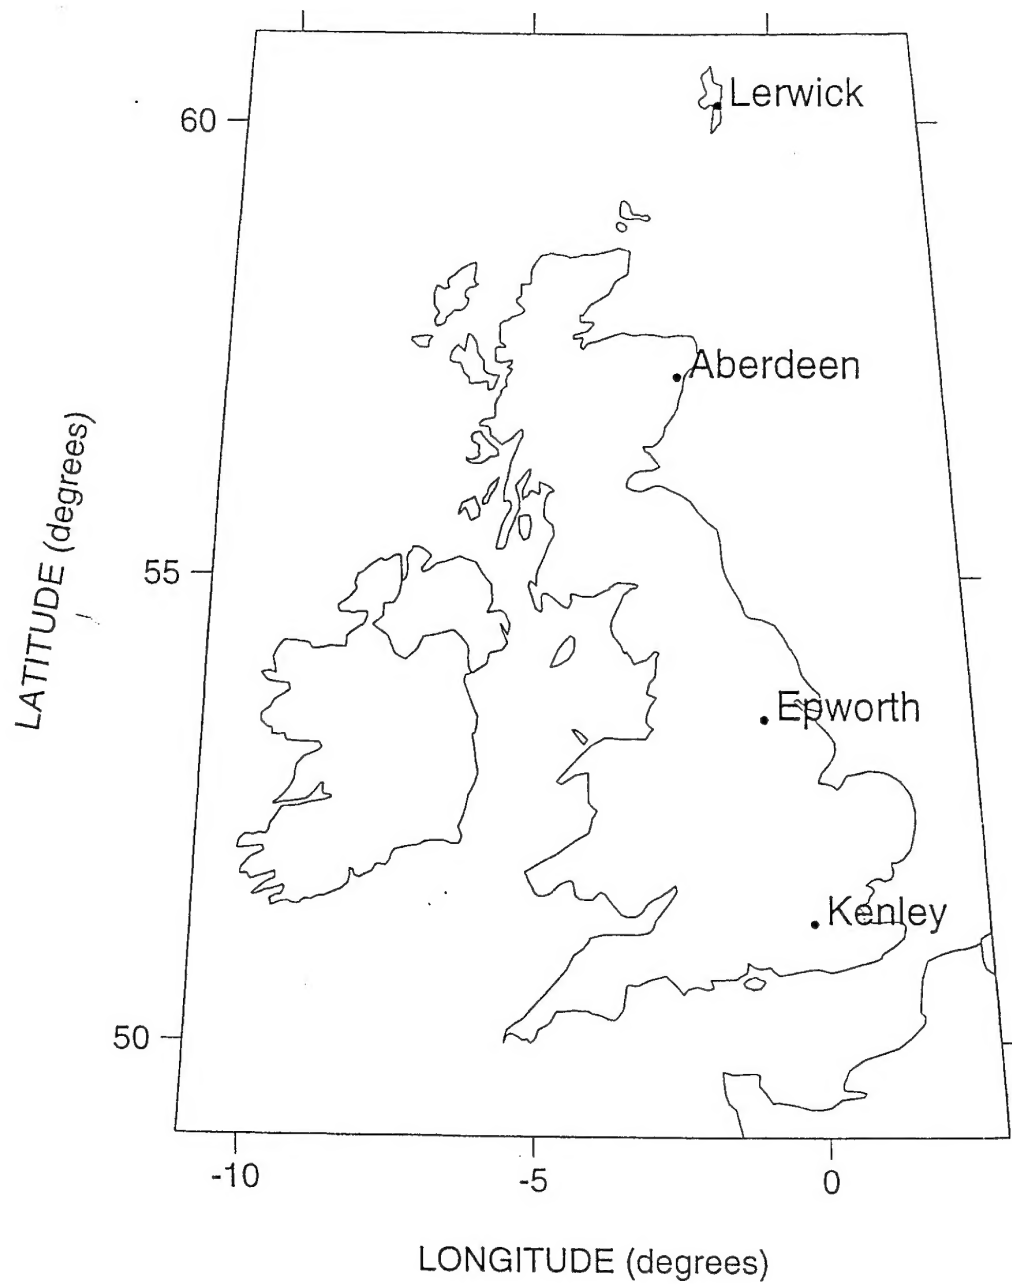 Lerwick
60
Aberdeen
LATITUDE (degrees)
55
Epworth
Kenley
50
-10
-5
0
LONGITUDE (degrees)